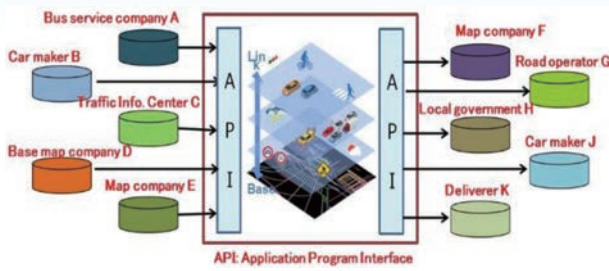 Bus service company A
Car maker B
Traffic Info. Center C
Base map company D
Map company E
A
P
I
Link
Base
A
P
I
Map company F
Road operator G
Local government H
Car maker J
Deliverer K
API: Application Program Interface